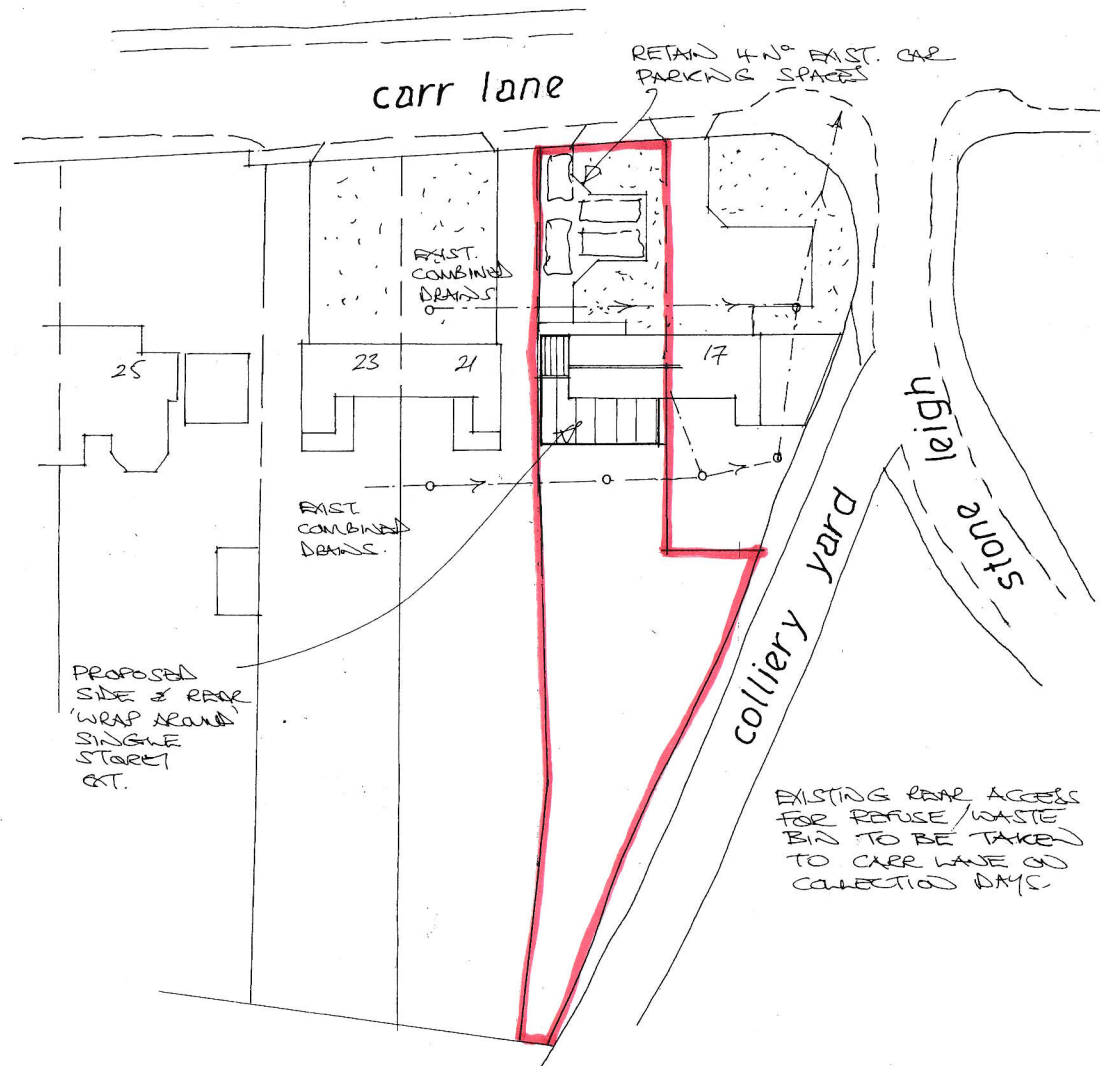 RETAIN 4 Nº EXIST. CAR
PARKING SPACES
carr lane
EXIST.
COMBINED
DRAINS
25
23
21
17
stone leigh
EXIST.
COMBINED
DRAINS.
colliery yard
PROPOSED
SIDE & REAR
'WRAP AROUND'
SINGLE
STOREY
EXT.
EXISTING REAR ACCESS
FOR REFUSE/WASTE
BIN TO BE TAKEN
TO CARR LANE ON
COLLECTION DAYS.